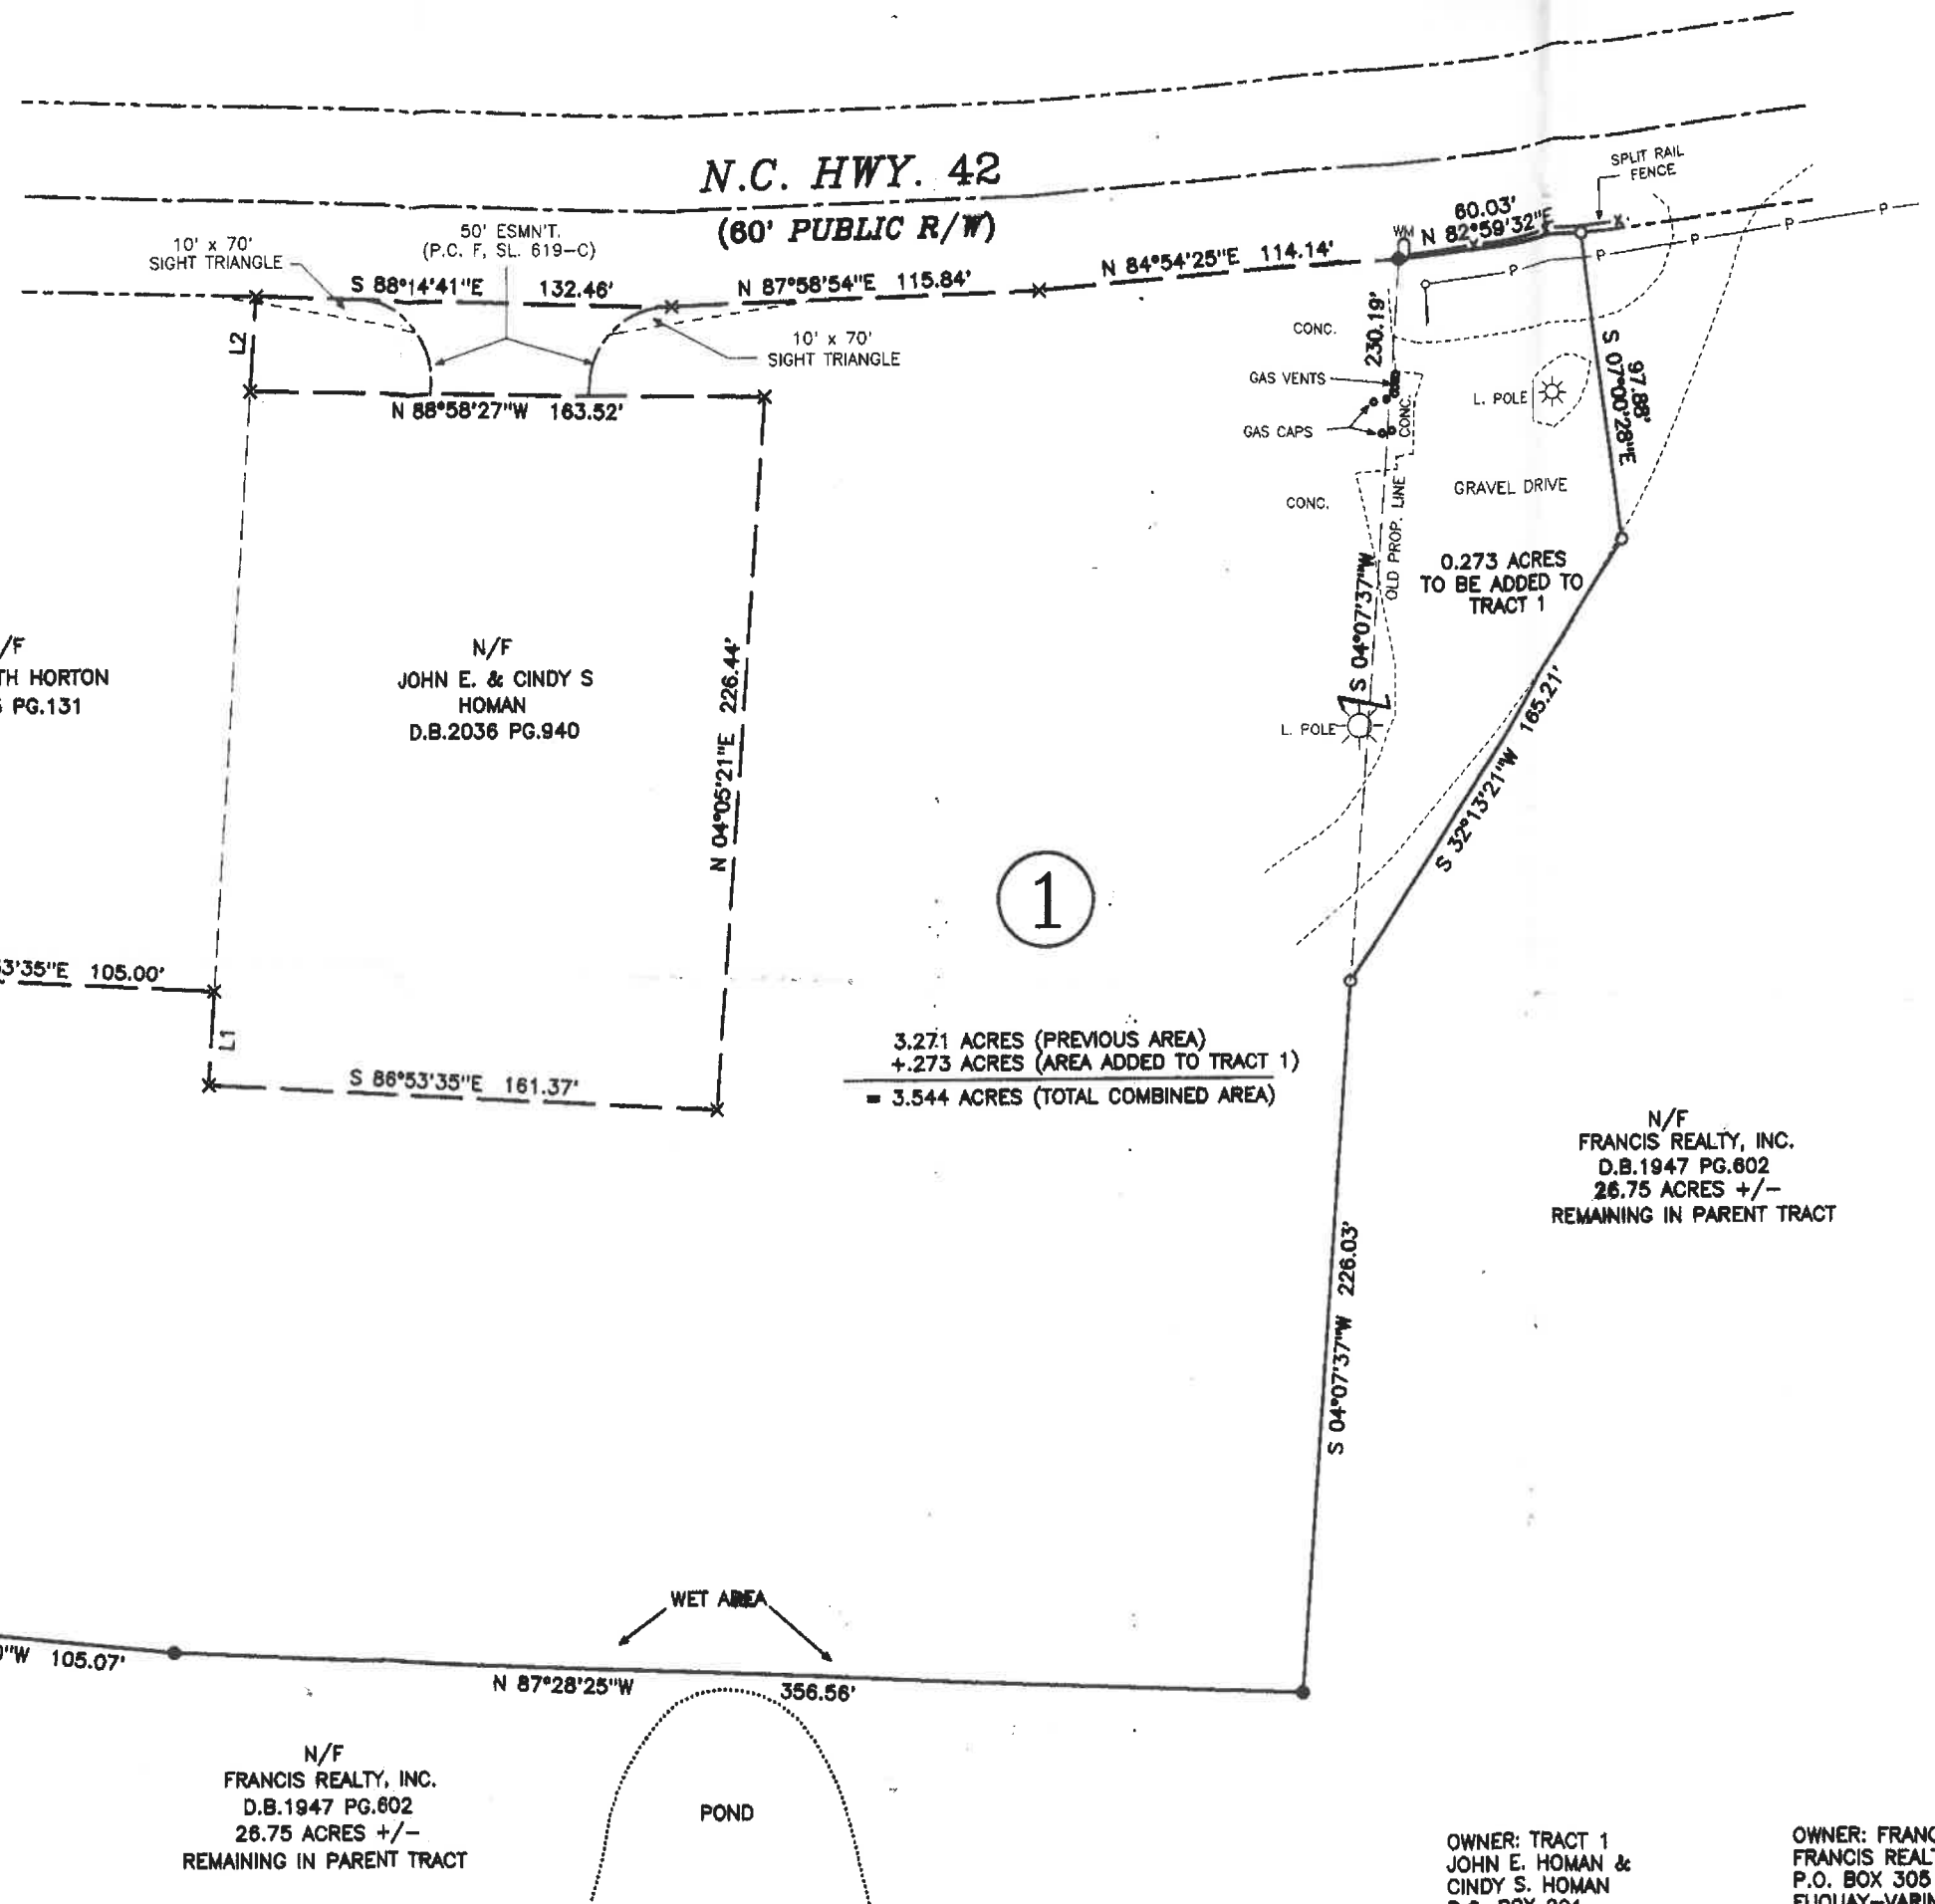 N.C. HWY. 42
(60' PUBLIC R/W)
SPLIT RAIL
FENCE
10' x 70'
SIGHT TRIANGLE
50' ESMN'T.
(P.C. F, SL. 619-C)
S 88°14'41"E 132.46'
N 87°58'54"E 115.84'
N 84°54'25"E 114.14'
WM
60.03'
N 82°59'32"E
P
P
P
P
P
L2
10' x 70'
SIGHT TRIANGLE
N 88°58'27"W 163.52'
CONC.
230.19'
GAS VENTS
GAS CAPS
CONC.
L. POLE
97.88'
S 07°00'28"E
CONC.
OLD PROP. LINE
GRAVEL DRIVE
S 04°07'37"W
0.273 ACRES
TO BE ADDED TO
TRACT 1
/F
TH HORTON
PG.131
N/F
JOHN E. & CINDY S
HOMAN
D.B.2036 PG.940
N 04°05'21"E 226.44'
L. POLE
S 32°13'21"W 165.21'
1
3'35"E 105.00'
L1
S 86°53'35"E 161.37'
3.271 ACRES (PREVIOUS AREA)
+.273 ACRES (AREA ADDED TO TRACT 1)
= 3.544 ACRES (TOTAL COMBINED AREA)
N/F
FRANCIS REALTY, INC.
D.B.1947 PG.602
26.75 ACRES +/-
REMAINING IN PARENT TRACT
S 04°07'37"W 226.03'
WET AREA
"W 105.07'
N 87°28'25"W 356.56'
N/F
FRANCIS REALTY, INC.
D.B.1947 PG.602
26.75 ACRES +/-
REMAINING IN PARENT TRACT
POND
OWNER: TRACT 1
JOHN E. HOMAN &
CINDY S. HOMAN
OWNER: FRANC
FRANCIS REAL
P.O. BOX 305